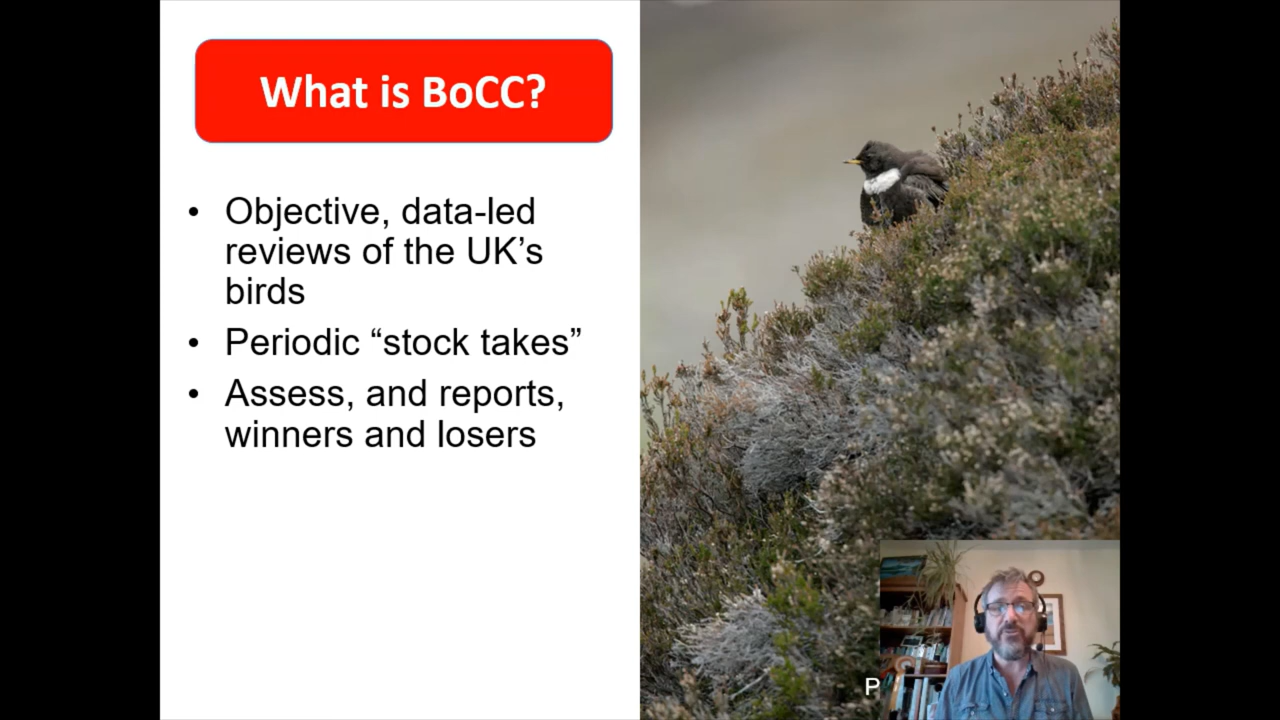 What is BoCC?
• Objective, data-led
reviews of the UK’s
birds
• Periodic “stock takes”
• Assess, and reports,
winners and losers
P